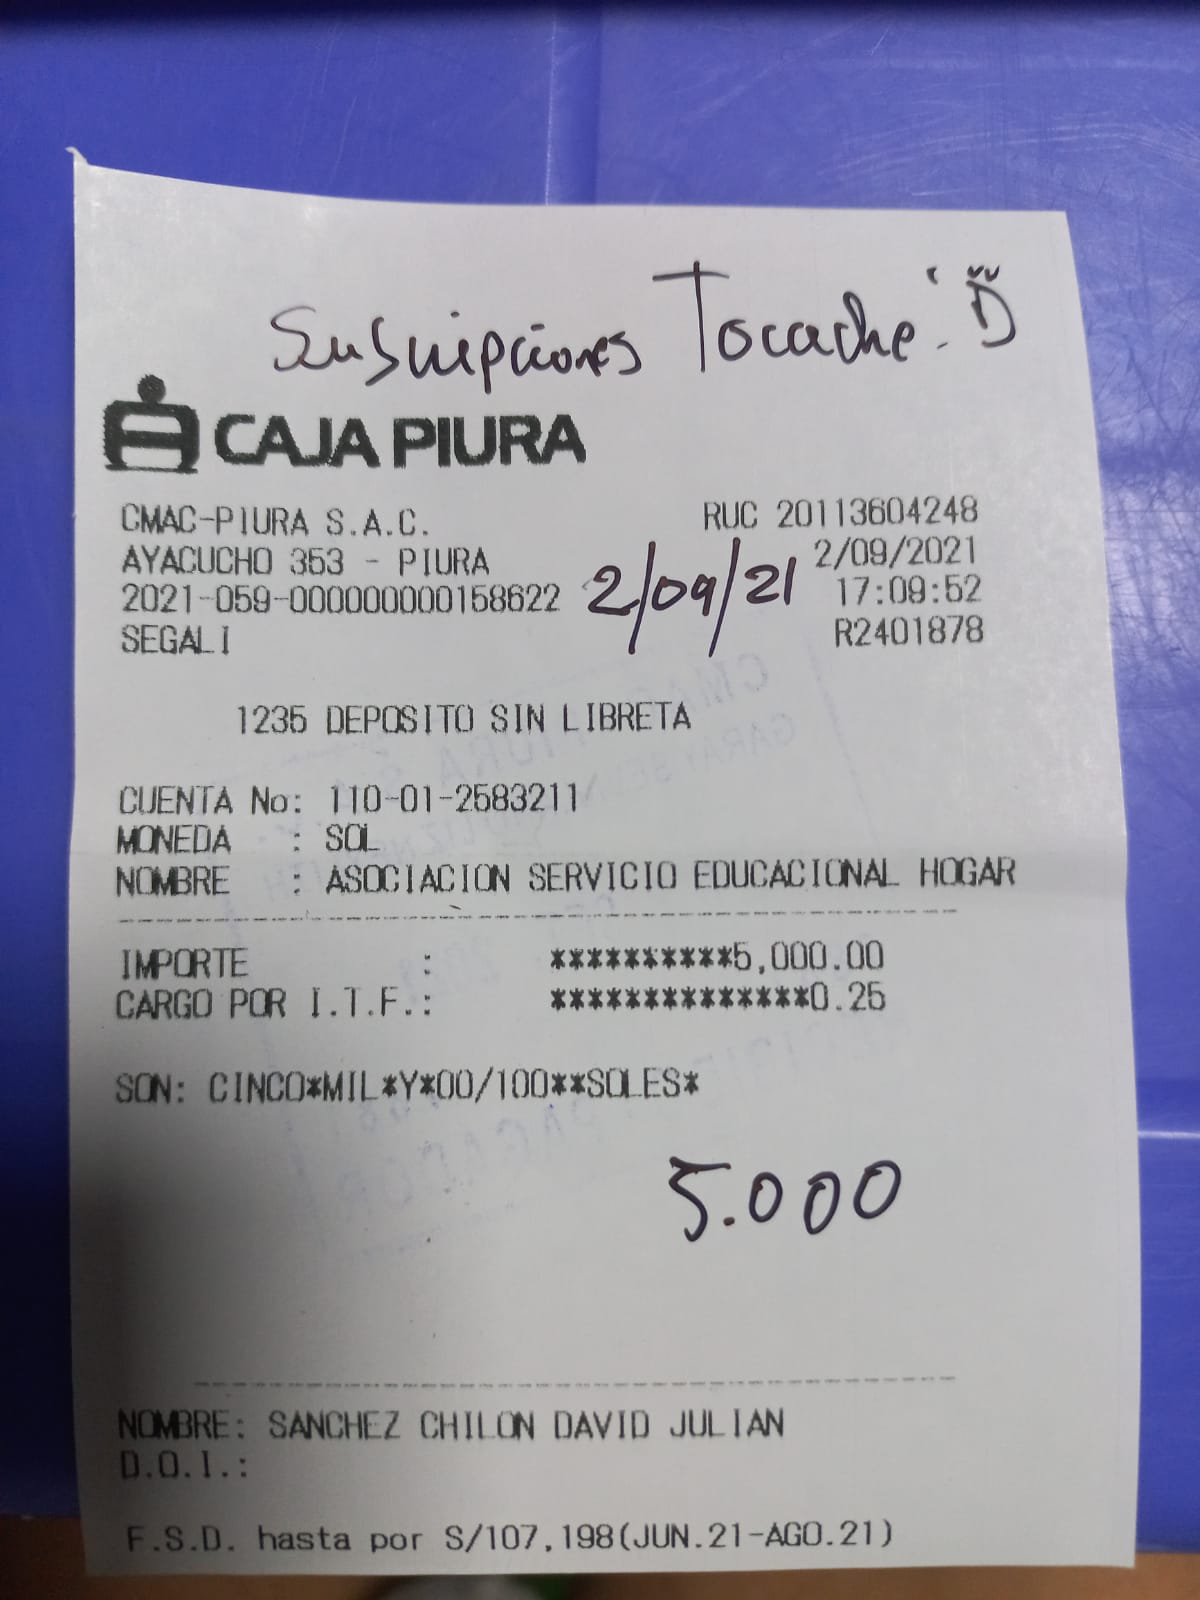 Suscripciones Tocache
CAJA PIURA
CMAC-PIURA S.A.C. RUC 20113604248
AYACUCHO 353 - PIURA 2/09/2021
2021-059-000000000158622 2/09/21 17:09:52
SEGALI R2401878
1235 DEPOSITO SIN LIBRETA
CUENTA No: 110-01-2583211
MONEDA : SOL
NOMBRE : ASOCIACION SERVICIO EDUCACIONAL HOGAR
IMPORTE : **********5,000.00
CARGO POR I.T.F.: **************0.25
SON: CINCO*MIL*Y*00/100**SOLES*
5.000
NOMBRE: SANCHEZ CHILON DAVID JULIAN
D.O.I.:
F.S.D. hasta por S/107,198(JUN.21-AGO.21)